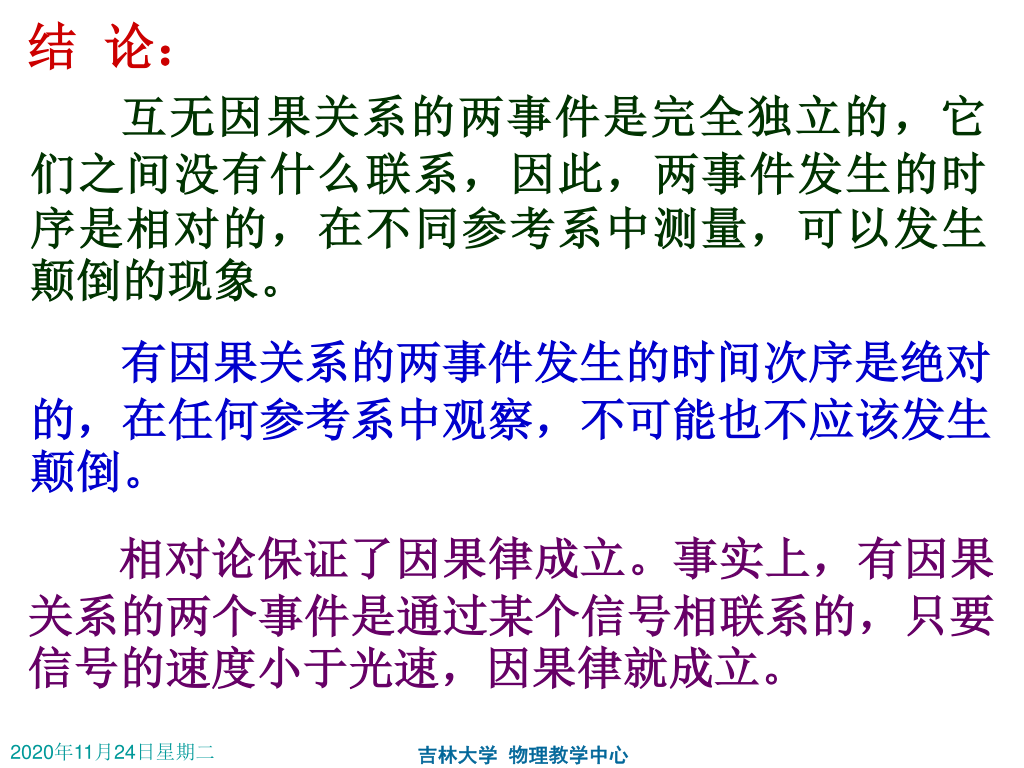 结 论：
互无因果关系的两事件是完全独立的，它
们之间没有什么联系，因此，两事件发生的时
序是相对的，在不同参考系中测量，可以发生
颠倒的现象。
有因果关系的两事件发生的时间次序是绝对
的，在任何参考系中观察，不可能也不应该发生
颠倒。
相对论保证了因果律成立。事实上，有因果
关系的两个事件是通过某个信号相联系的，只要
信号的速度小于光速，因果律就成立。
2020年11月24日星期二
吉林大学 物理教学中心